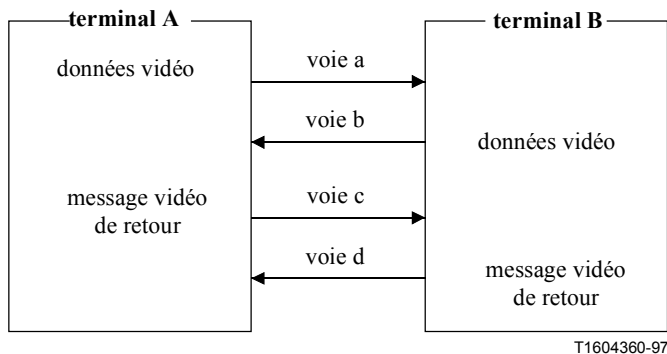 terminal A
terminal B
données vidéo
voie a
voie b
données vidéo
message vidéo
de retour
voie c
voie d
message vidéo
de retour
T1604360-97